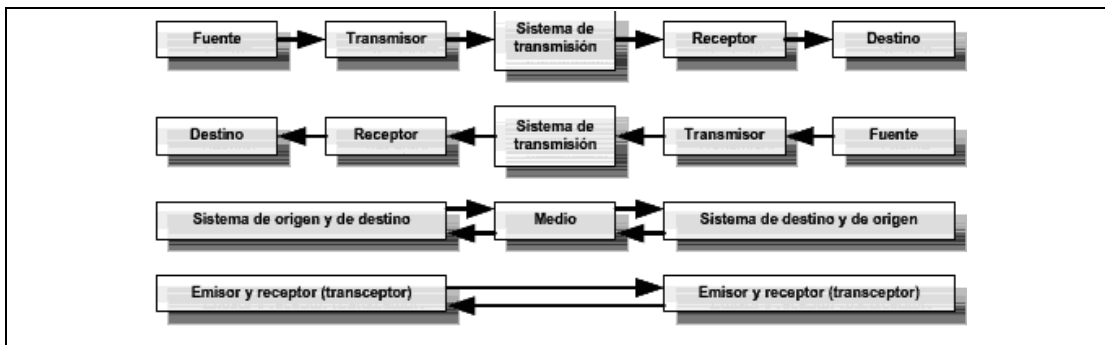 Fuente
Transmisor
Sistema de
transmisión
Receptor
Destino
Destino
Receptor
Sistema de
transmisión
Transmisor
Fuente
Sistema de origen y de destino
Medio
Sistema de destino y de origen
Emisor y receptor (transceptor)
Emisor y receptor (transceptor)